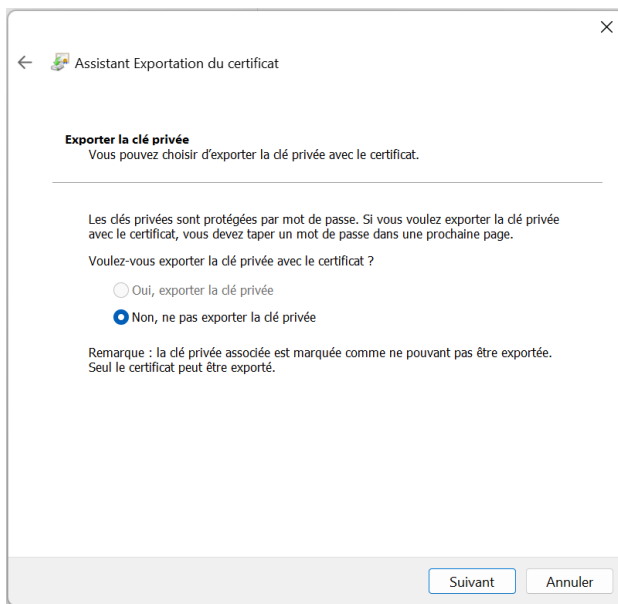 Assistant Exportation du certificat
Exporter la clé privée
Vous pouvez choisir d’exporter la clé privée avec le certificat.
Les clés privées sont protégées par mot de passe. Si vous voulez exporter la clé privée
avec le certificat, vous devez taper un mot de passe dans une prochaine page.
Voulez-vous exporter la clé privée avec le certificat ?
Oui, exporter la clé privée
Non, ne pas exporter la clé privée
Remarque : la clé privée associée est marquée comme ne pouvant pas être exportée.
Seul le certificat peut être exporté.
Suivant
Annuler